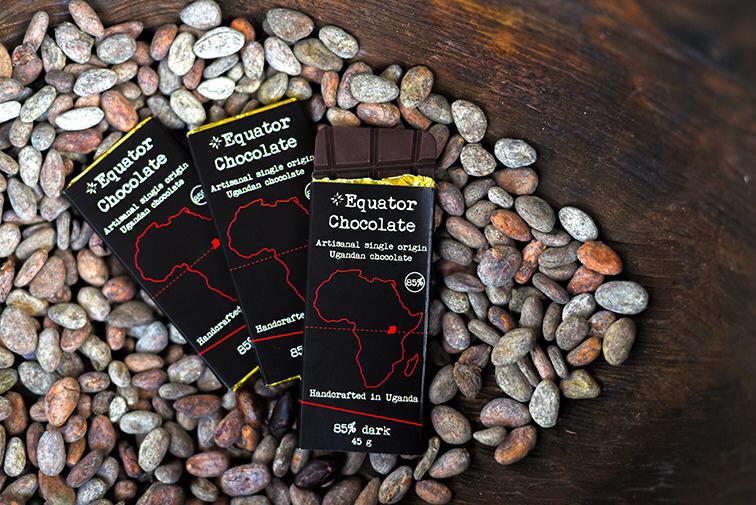 Equator
Chocolate
Artisanal single origin
Ugandan chocolate
85%
Handcrafted
85%
Equator
Chocolate
Artisanal single origin
Ugandan chocolate
Handcrafted
85
Equator
Chocolate
Artisanal single origin
Ugandan chocolate
85%
Handcrafted in Uganda
85% dark
45 g